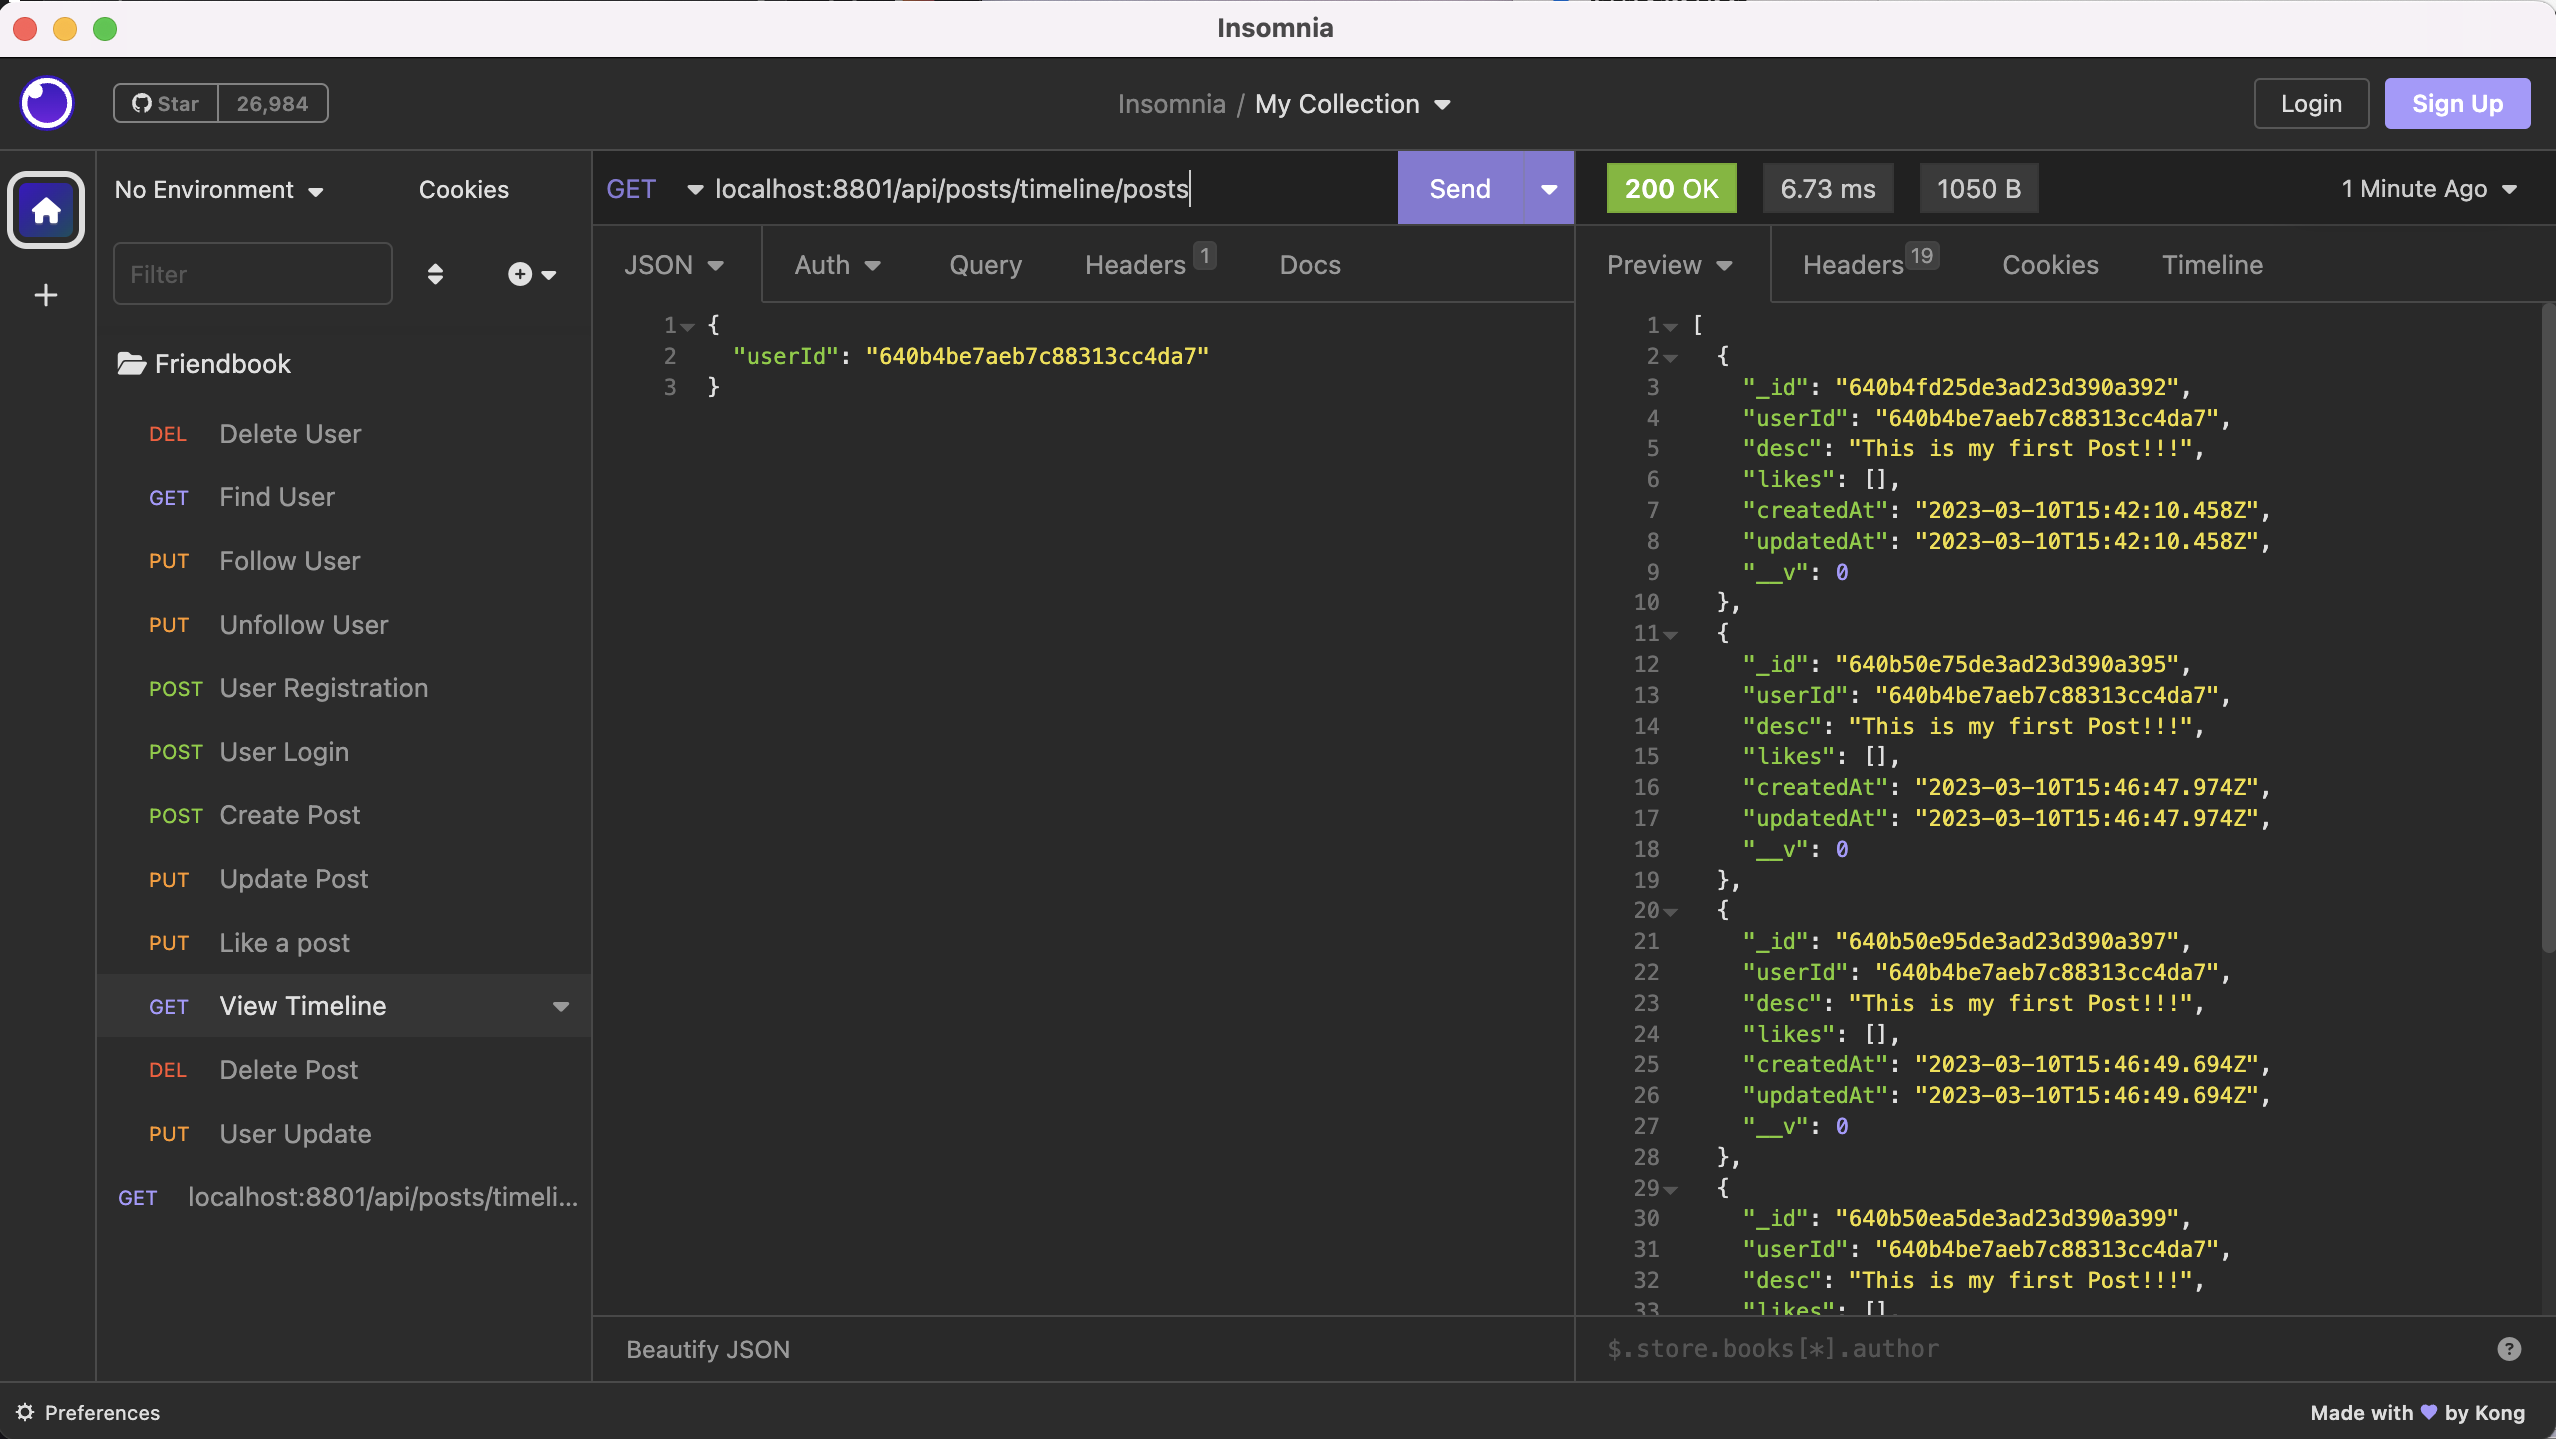 Insomnia
Star 26,984
Insomnia / My Collection
Login
Sign Up
No Environment
Cookies
GET localhost:8801/api/posts/timeline/posts
Send
200 OK
6.73 ms
1050 B
1 Minute Ago
Filter
Friendbook
DEL Delete User
GET Find User
PUT Follow User
PUT Unfollow User
POST User Registration
POST User Login
POST Create Post
PUT Update Post
PUT Like a post
GET View Timeline
DEL Delete Post
PUT User Update
GET localhost:8801/api/posts/timeli...
JSON Auth Query Headers 1 Docs
1 {
2 "userId": "640b4be7aeb7c88313cc4da7"
3 }
Beautify JSON
Preview Headers 19 Cookies Timeline
1 [
2 {
3 "_id": "640b4fd25de3ad23d390a392",
4 "userId": "640b4be7aeb7c88313cc4da7",
5 "desc": "This is my first Post!!!",
6 "likes": [],
7 "createdAt": "2023-03-10T15:42:10.458Z",
8 "updatedAt": "2023-03-10T15:42:10.458Z",
9 "__v": 0
10 },
11 {
12 "_id": "640b50e75de3ad23d390a395",
13 "userId": "640b4be7aeb7c88313cc4da7",
14 "desc": "This is my first Post!!!",
15 "likes": [],
16 "createdAt": "2023-03-10T15:46:47.974Z",
17 "updatedAt": "2023-03-10T15:46:47.974Z",
18 "__v": 0
19 },
20 {
21 "_id": "640b50e95de3ad23d390a397",
22 "userId": "640b4be7aeb7c88313cc4da7",
23 "desc": "This is my first Post!!!",
24 "likes": [],
25 "createdAt": "2023-03-10T15:46:49.694Z",
26 "updatedAt": "2023-03-10T15:46:49.694Z",
27 "__v": 0
28 },
29 {
30 "_id": "640b50ea5de3ad23d390a399",
31 "userId": "640b4be7aeb7c88313cc4da7",
32 "desc": "This is my first Post!!!",
33 "likes": [],
$.store.books[*].author
Preferences
Made with by Kong